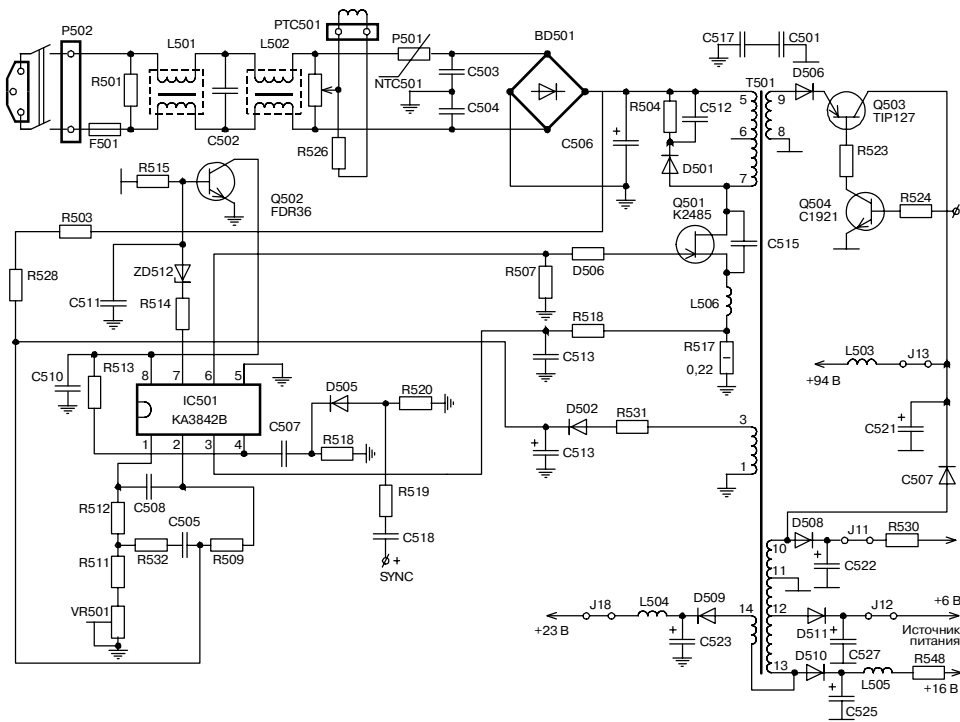 P502
PTC501
C517
C501
BD501
P501
L501
L502
D506
T501
R501
NTC501
C503
C504
R504
C512
5
9
Q503
TIP127
F501
C502
R526
C506
D501
6
8
7
R523
R515
Q502
FDR36
Q501
K2485
Q504
C1921
R524
R503
R528
ZD512
R507
D506
C515
C511
R514
L506
R518
C513
R517
0,22
L503
J13
+94 В
C510
R513
8
7
6
5
IC501
KA3842B
1
2
3
4
D505
R520
D502
R531
3
C521
C507
R518
C513
1
C507
R512
C508
R519
C505
C518
D508
J11
R530
10
R511
R532
R509
SYNC
+
11
+
C522
VR501
J18
L504
D509
14
12
J12
+6 В
+23 В
+
C523
D511
+
C527
Источник
питания
D510
13
R548
+
L505
+16 В
C525